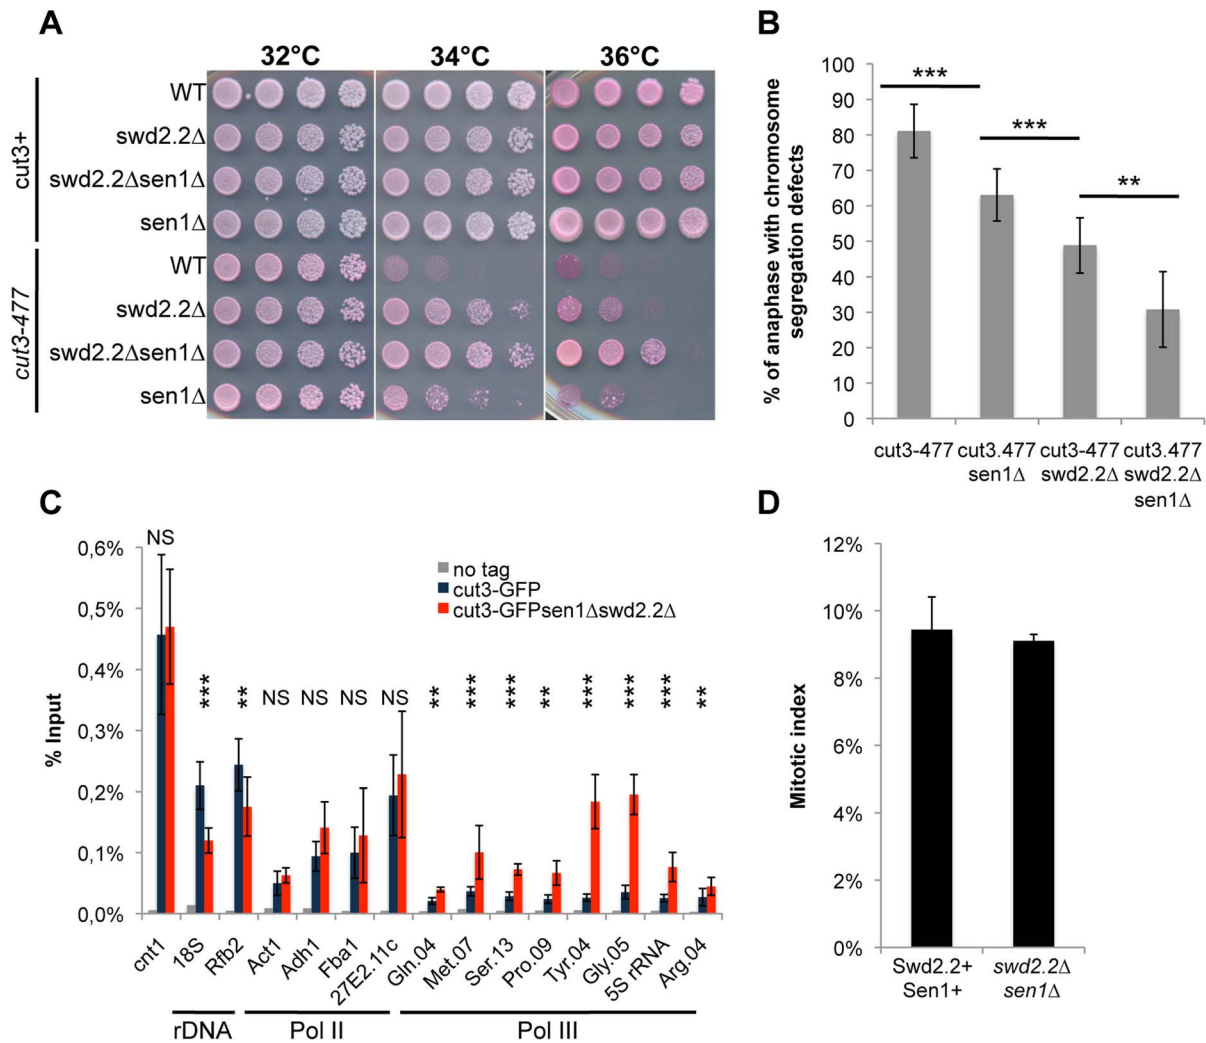 A
32°C 34°C 36°C
cut3+
WT
swd2.2Δ
swd2.2Δsen1Δ
sen1Δ
cut3-477
WT
swd2.2Δ
swd2.2Δsen1Δ
sen1Δ
B
% of anaphase with chromosome
segregation defects
100
90
80
70
60
50
40
30
20
10
0
***
***
**
cut3-477
cut3.477
sen1Δ
cut3-477
swd2.2Δ
cut3.477
swd2.2Δ
sen1Δ
C
% Input
0,6%
0,5%
0,4%
0,3%
0,2%
0,1%
0,0%
no tag
cut3-GFP
cut3-GFPsen1Δswd2.2Δ
NS *** ** NS NS NS NS ** *** *** ** *** *** *** **
cnt1
18S
Rfb2
Act1
Adh1
Fba1
27E2.11c
Gln.04
Met.07
Ser.13
Pro.09
Tyr.04
Gly.05
5S rRNA
Arg.04
rDNA Pol II Pol III
D
Mitotic index
12%
10%
8%
6%
4%
2%
0%
Swd2.2+
Sen1+
swd2.2Δ
sen1Δ